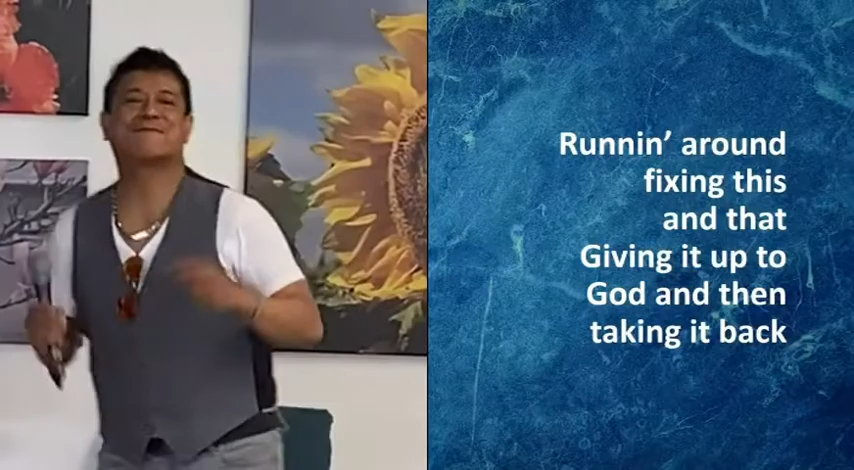 Runnin’ around
fixing this
and that
Giving it up to
God and then
taking it back